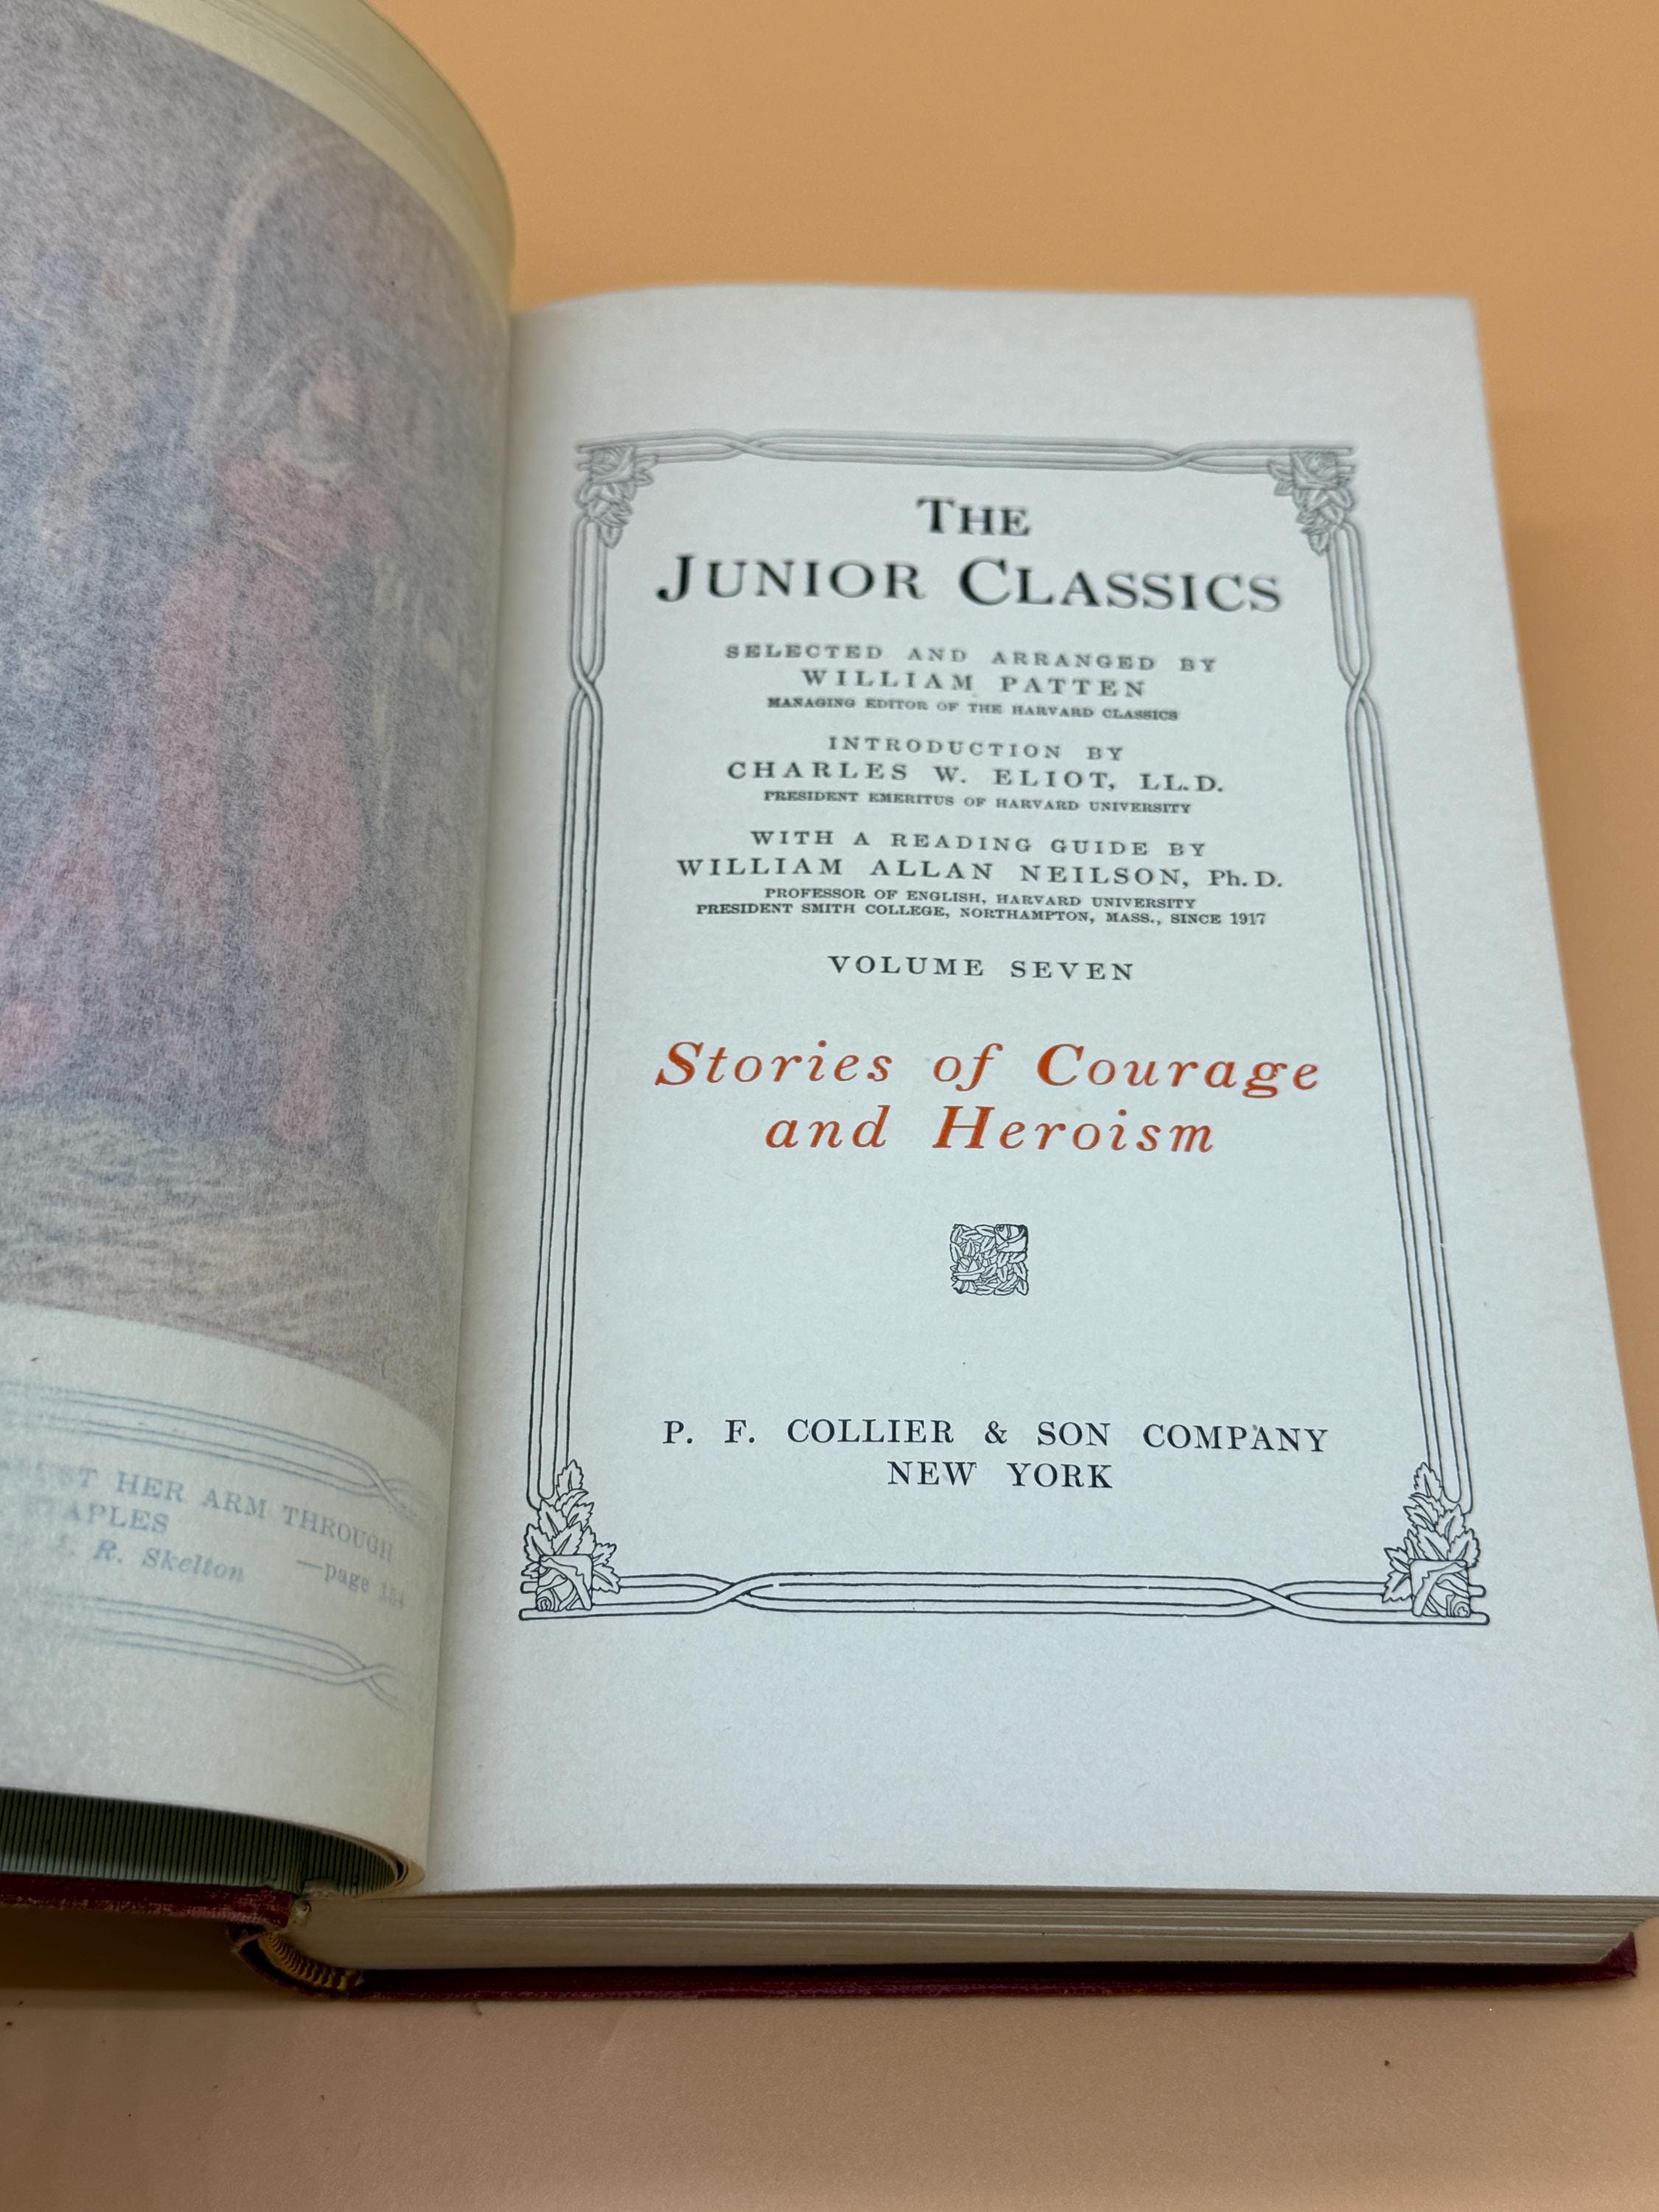 THROUGH HER ARM
APLES
R. Skelton —page 154
THE
JUNIOR CLASSICS
SELECTED AND ARRANGED BY
WILLIAM PATTEN
MANAGING EDITOR OF THE HARVARD CLASSICS
INTRODUCTION BY
CHARLES W. ELIOT, LL.D.
PRESIDENT EMERITUS OF HARVARD UNIVERSITY
WITH A READING GUIDE BY
WILLIAM ALLAN NEILSON, Ph.D.
PROFESSOR OF ENGLISH, HARVARD UNIVERSITY
PRESIDENT SMITH COLLEGE, NORTHAMPTON, MASS., SINCE 1917
VOLUME SEVEN
Stories of Courage
and Heroism
P. F. COLLIER & SON COMPANY
NEW YORK